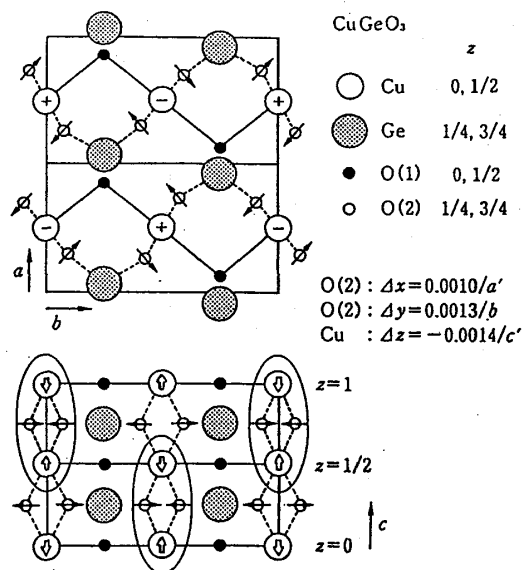 CuGeO₃
z
Cu 0, 1/2
Ge 1/4, 3/4
O(1) 0, 1/2
O(2) 1/4, 3/4
+ − +
− + −
a
b
O(2) : Δx=0.0010/a′
O(2) : Δy=0.0013/b
Cu : Δz=−0.0014/c′
z=1
z=1/2
z=0
c